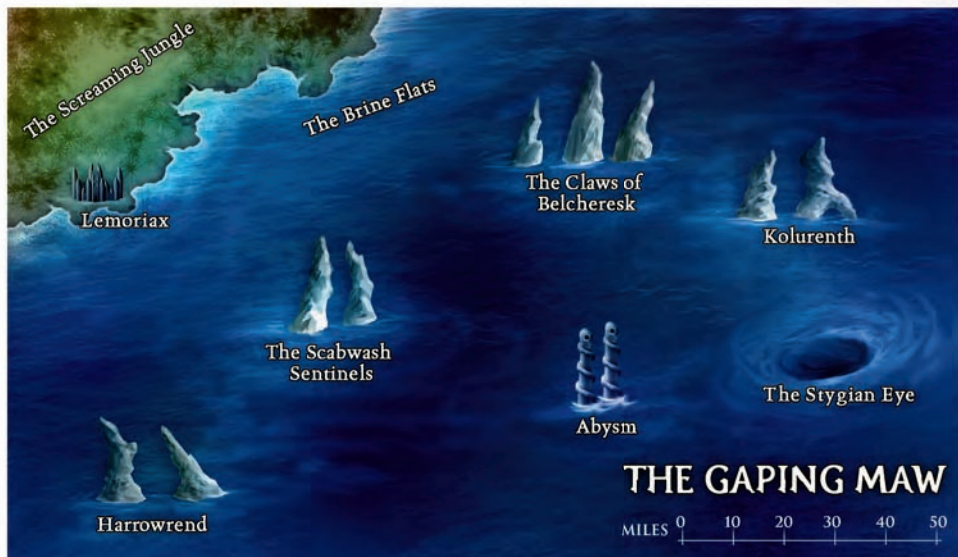 The Screaming Jungle
The Brine Flats
The Claws of
Belcheresk
Lemoriax
Kolurenth
The Scabwash
Sentinels
The Stygian Eye
Abysm
THE GAPING MAW
Harrowrend
MILES 0 10 20 30 40 50